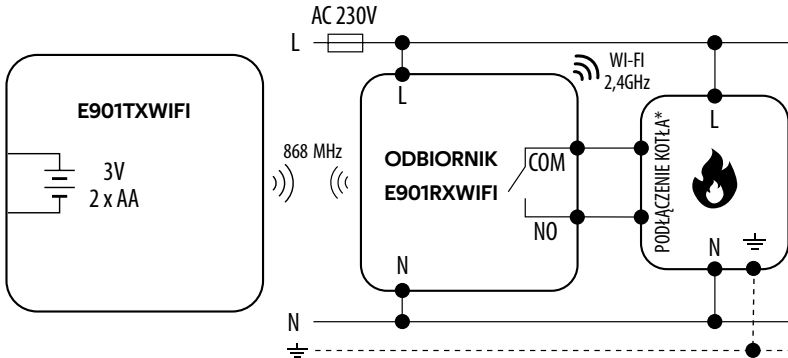 AC 230V
L
E901TXWIFI
3V
2 x AA
868 MHz
L
ODBIORNIK
E901RXWIFI
COM
NO
N
WI-FI
2,4GHz
PODŁĄCZENIE KOTŁA*
L
N
N